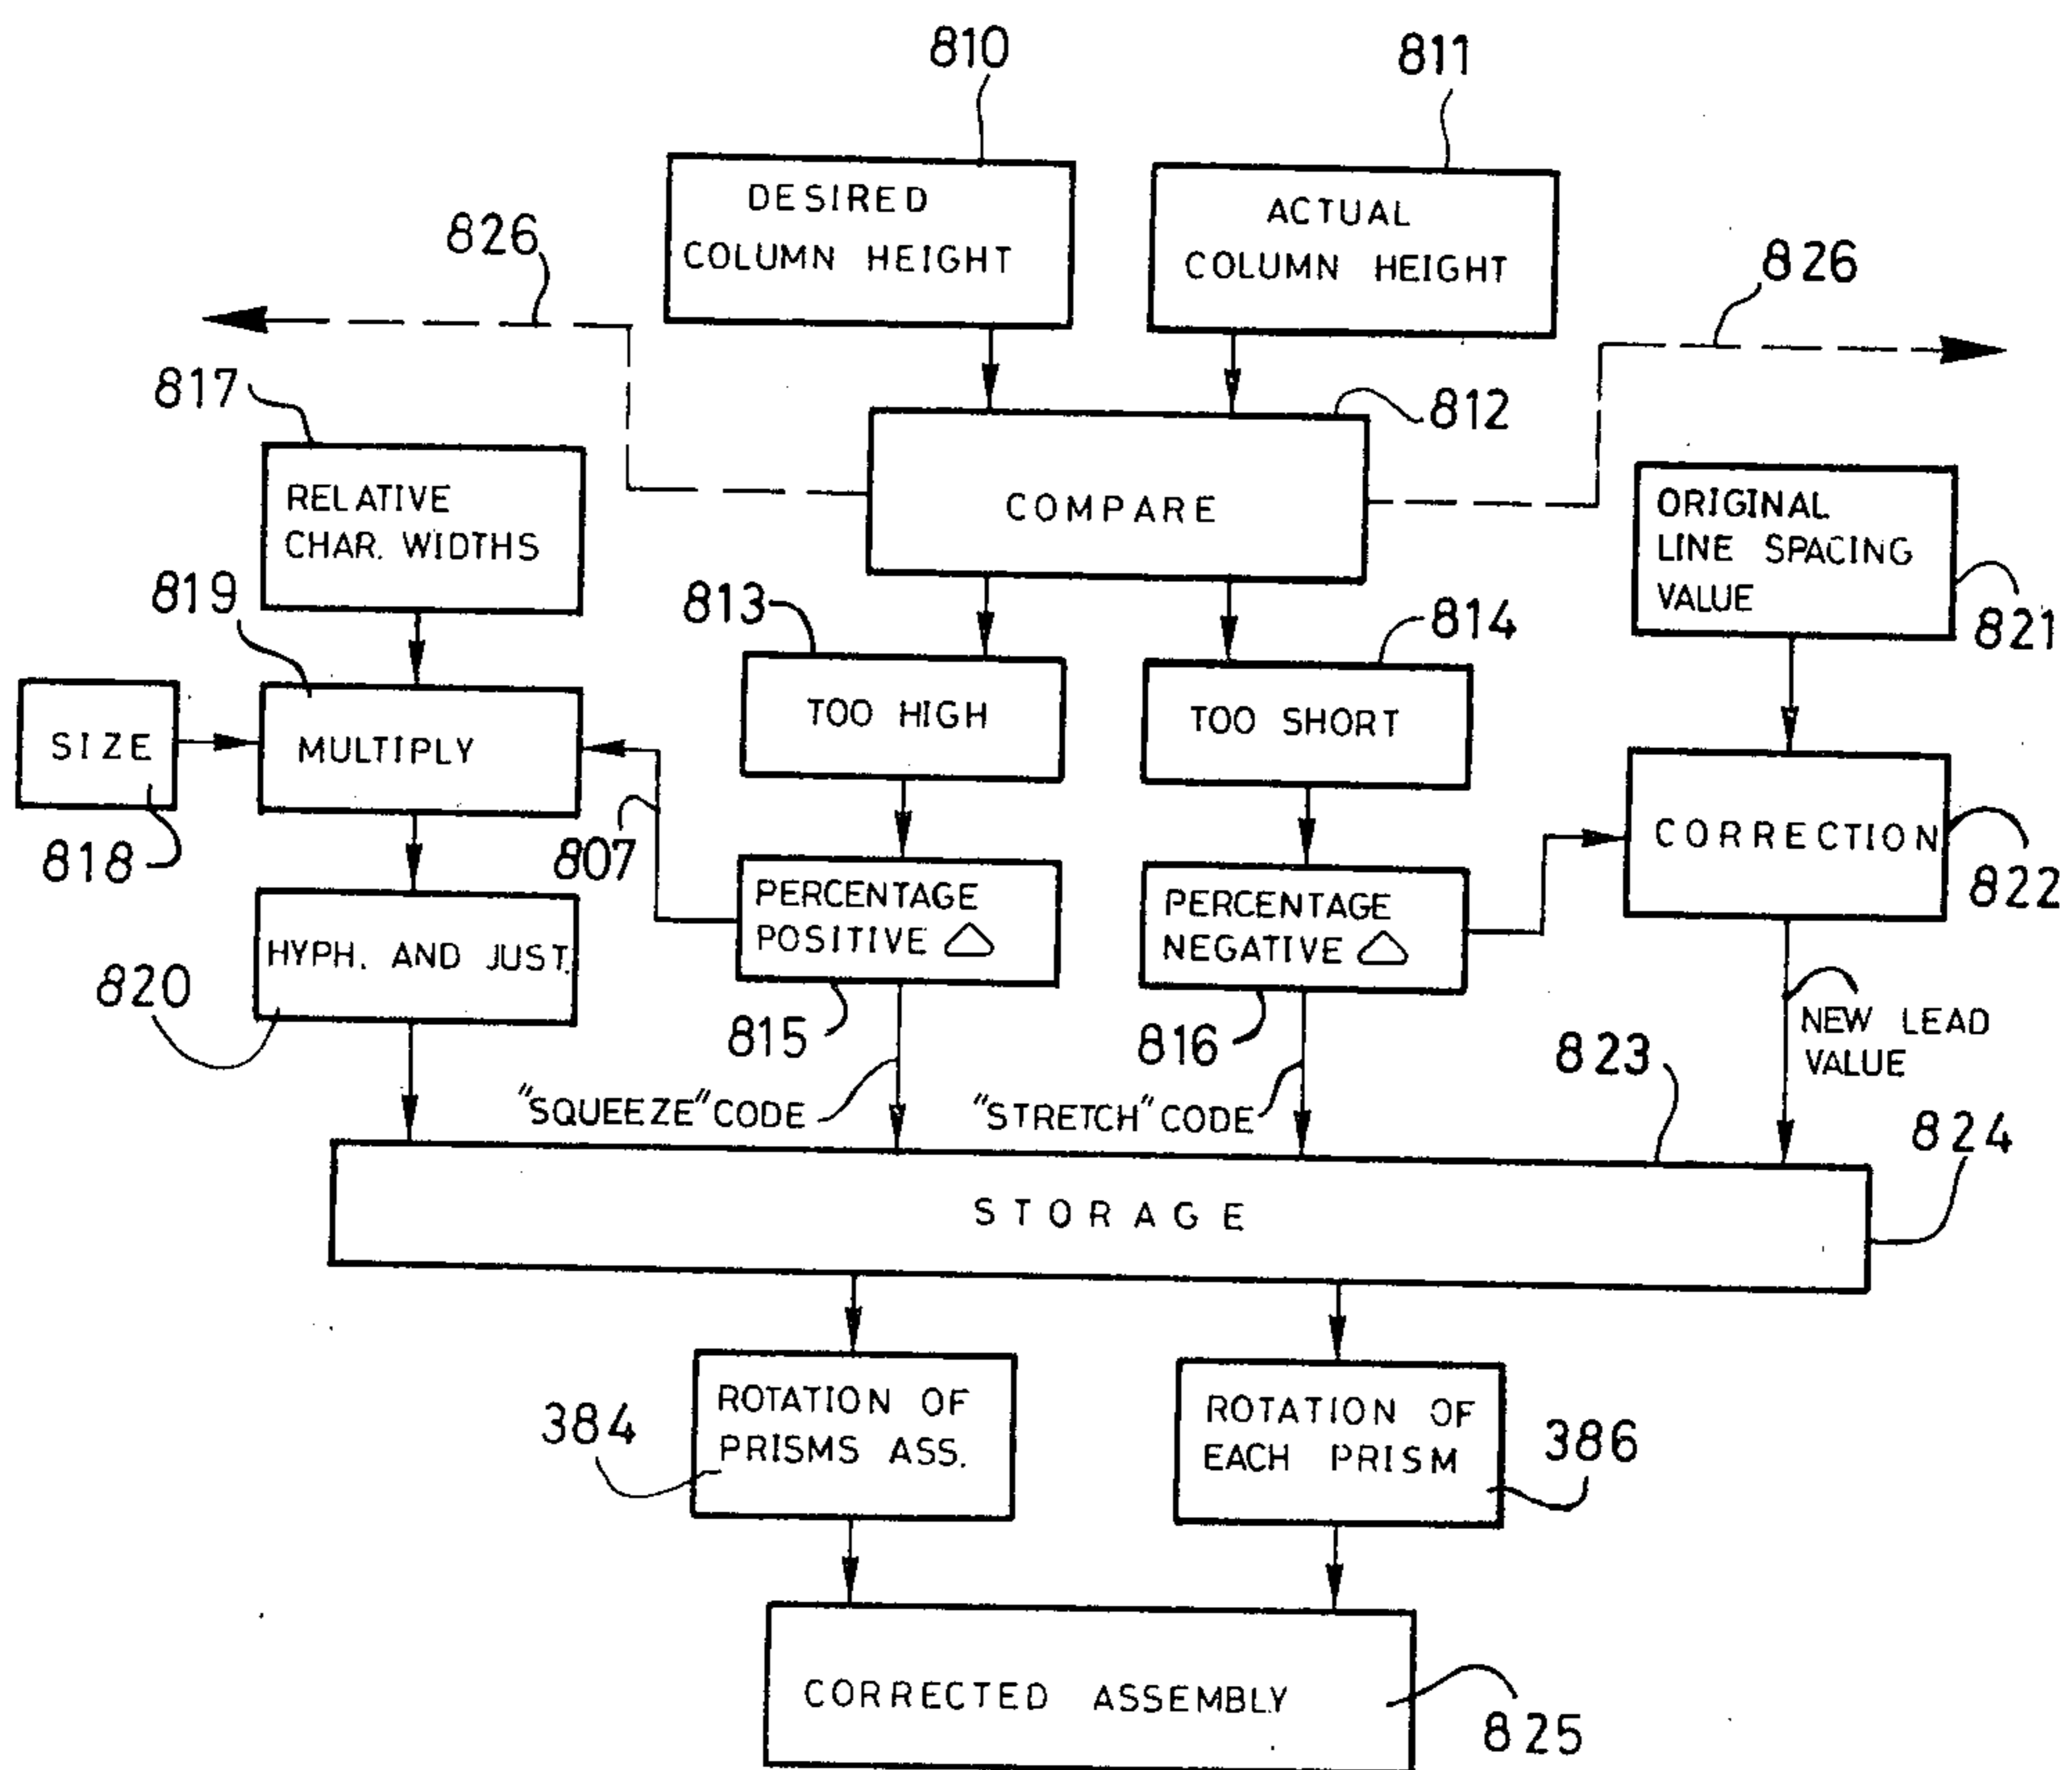 810
811
DESIRED
COLUMN HEIGHT
ACTUAL
COLUMN HEIGHT
826
826
817
812
RELATIVE
CHAR. WIDTHS
COMPARE
ORIGINAL
LINE SPACING
VALUE
819
813
814
821
SIZE
MULTIPLY
TOO HIGH
TOO SHORT
818
807
CORRECTION
822
HYPH. AND JUST.
PERCENTAGE
POSITIVE △
PERCENTAGE
NEGATIVE △
820
815
816
823
NEW LEAD
VALUE
"SQUEEZE" CODE
"STRETCH" CODE
824
STORAGE
384
ROTATION OF
PRISMS ASS.
ROTATION OF
EACH PRISM
386
CORRECTED ASSEMBLY
825